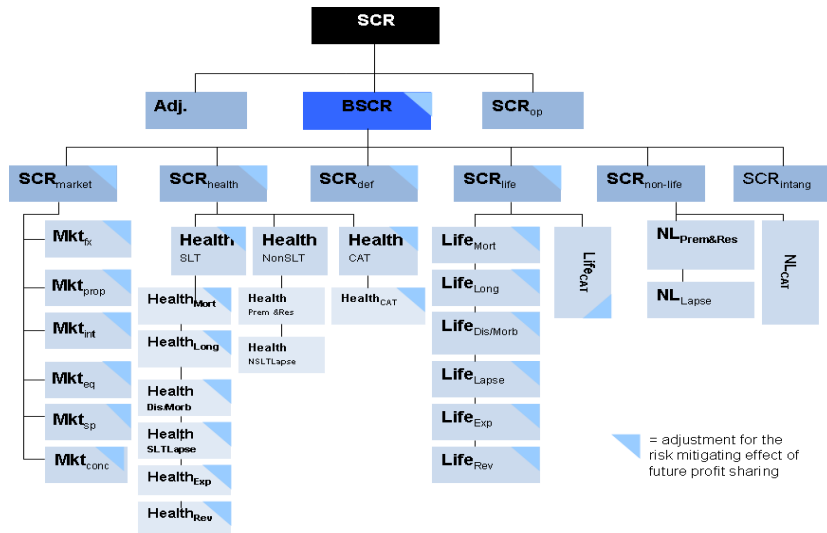 SCR
Adj.
BSCR
SCRop
SCRmarket
SCRhealth
SCRdef
SCRlife
SCRnon-life
SCRintang
Mktfx
Mktprop
Mktint
Mkteq
Mktsp
Mktconc
Health
SLT
HealthMort
HealthLong
Health
Dis/Morb
Health
SLTLapse
HealthExp
HealthRev
Health
NonSLT
Health
Prem &Res
Health
NSLTLapse
Health
CAT
HealthCAT
LifeMort
LifeLong
LifeDis/Morb
LifeLapse
LifeExp
LifeRev
LifeCAT
NLPrem&Res
NLLapse
NLCAT
= adjustment for the
risk mitigating effect of
future profit sharing